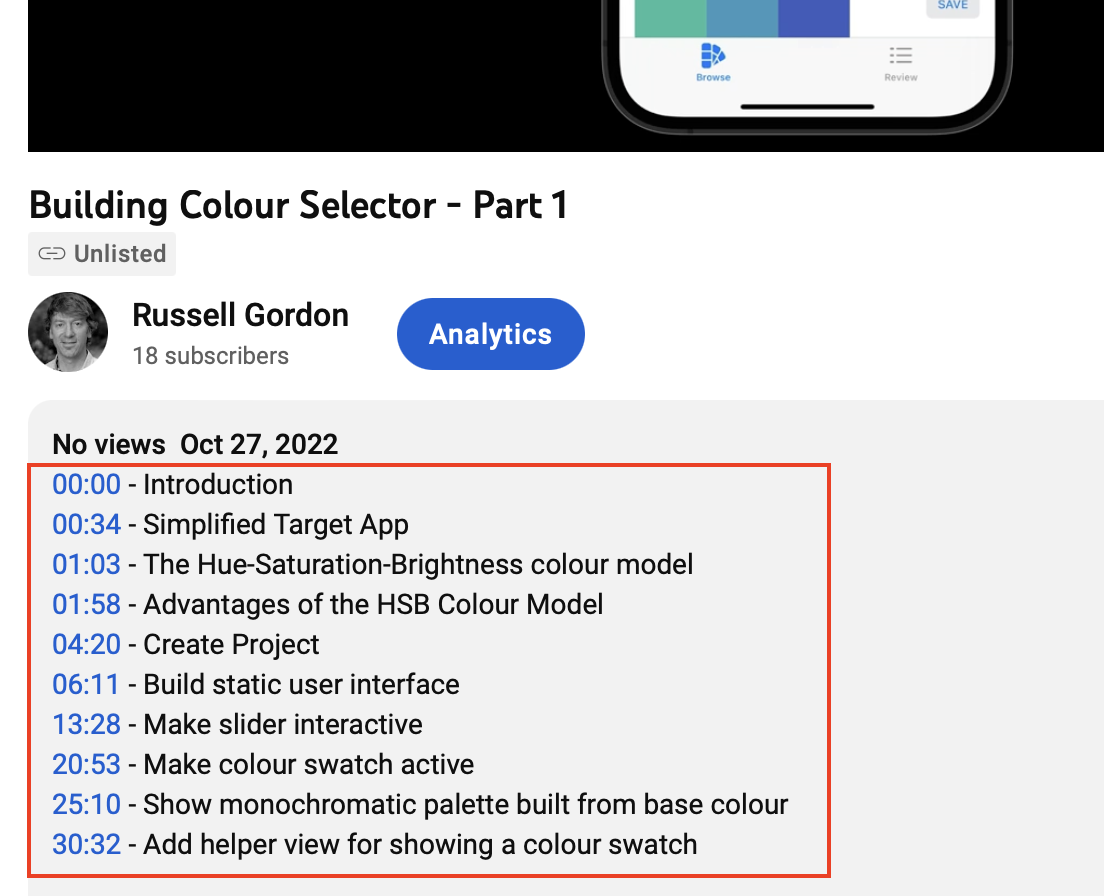 SAVE
Browse
Review
Building Colour Selector - Part 1
Unlisted
Russell Gordon
18 subscribers
Analytics
No views  Oct 27, 2022
00:00 - Introduction
00:34 - Simplified Target App
01:03 - The Hue-Saturation-Brightness colour model
01:58 - Advantages of the HSB Colour Model
04:20 - Create Project
06:11 - Build static user interface
13:28 - Make slider interactive
20:53 - Make colour swatch active
25:10 - Show monochromatic palette built from base colour
30:32 - Add helper view for showing a colour swatch